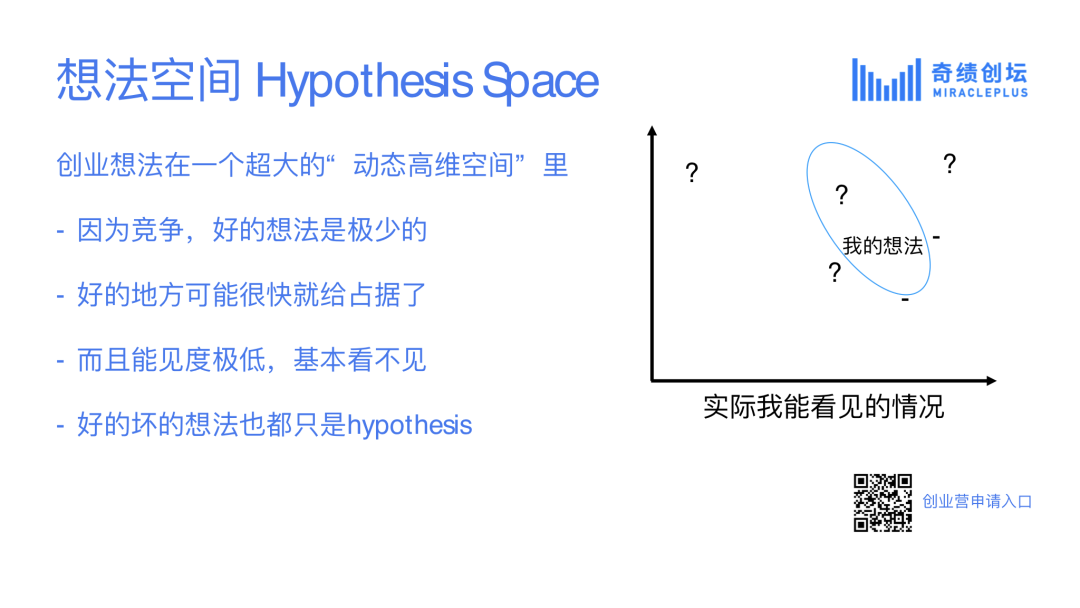 想法空间 Hypothesis Space
奇绩创坛
MIRACLEPLUS
创业想法在一个超大的“动态高维空间”里
- 因为竞争，好的想法是极少的
- 好的地方可能很快就给占据了
- 而且能见度极低，基本看不见
- 好的坏的想法也都只是hypothesis
?
?
?
我的想法 -
?
-
实际我能看见的情况
创业营申请入口